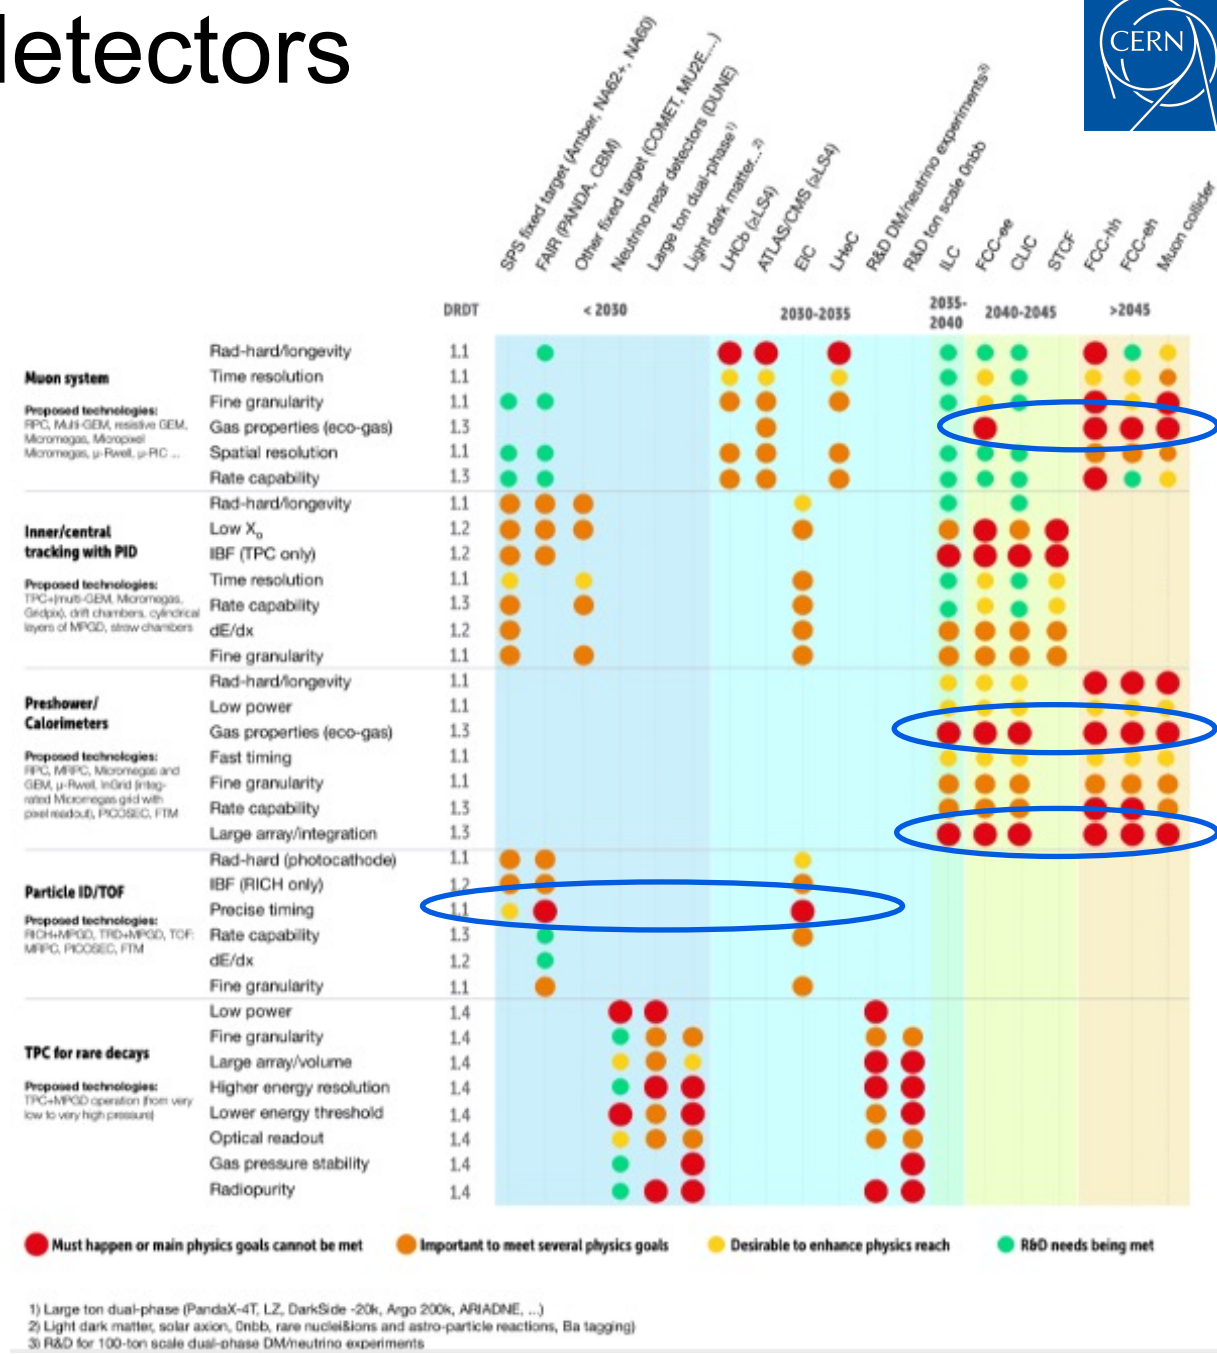 letectors
CERN
SPS fixed target (Amber, NA62+, NA60)
FAIR (PANDA, CBM)
Other fixed target (COMET, MU2E...)
Neutrino near detectors (DUNE)
Large ton dual-phase1)
Light dark matter...2)
LHCb (≥LS4)
ATLAS/CMS (≥LS4)
EIC
LHeC
R&D DM/neutrino experiments3)
R&D ton scale 0nbb
ILC
FCC-ee
CLIC
STCF
FCC-hh
FCC-eh
Muon collider
DRDT < 2030 2030-2035 2035-2040 2040-2045 >2045
Muon system
Proposed technologies:
RPC, Multi-GEM, resistive GEM,
Micromegas, Micropixel
Micromegas, μ-Rwell, μ-PIC ...
Rad-hard/longevity 1.1
Time resolution 1.1
Fine granularity 1.1
Gas properties (eco-gas) 1.3
Spatial resolution 1.1
Rate capability 1.3
Inner/central
tracking with PID
Proposed technologies:
TPC+(multi-GEM, Micromegas,
Gridpix), drift chambers, cylindrical
layers of MPGD, straw chambers
Rad-hard/longevity 1.1
Low X0 1.2
IBF (TPC only) 1.2
Time resolution 1.1
Rate capability 1.3
dE/dx 1.2
Fine granularity 1.1
Preshower/
Calorimeters
Proposed technologies:
RPC, MRPC, Micromegas and
GEM, μ-Rwell, InGrid (integ-
rated Micromegas grid with
pixel readout), PICOSEC, FTM
Rad-hard/longevity 1.1
Low power 1.1
Gas properties (eco-gas) 1.3
Fast timing 1.1
Fine granularity 1.1
Rate capability 1.3
Large array/integration 1.3
Particle ID/TOF
Proposed technologies:
RICH+MPGD, TRD+MPGD, TOF:
MRPC, PICOSEC, FTM
Rad-hard (photocathode) 1.1
IBF (RICH only) 1.2
Precise timing 1.1
Rate capability 1.3
dE/dx 1.2
Fine granularity 1.1
TPC for rare decays
Proposed technologies:
TPC+MPGD operation (from very
low to very high pressure)
Low power 1.4
Fine granularity 1.4
Large array/volume 1.4
Higher energy resolution 1.4
Lower energy threshold 1.4
Optical readout 1.4
Gas pressure stability 1.4
Radiopurity 1.4
Must happen or main physics goals cannot be met Important to meet several physics goals Desirable to enhance physics reach R&D needs being met
1) Large ton dual-phase (PandaX-4T, LZ, DarkSide -20k, Argo 200k, ARIADNE, ...)
2) Light dark matter, solar axion, 0nbb, rare nuclei&ions and astro-particle reactions, Ba tagging)
3) R&D for 100-ton scale dual-phase DM/neutrino experiments